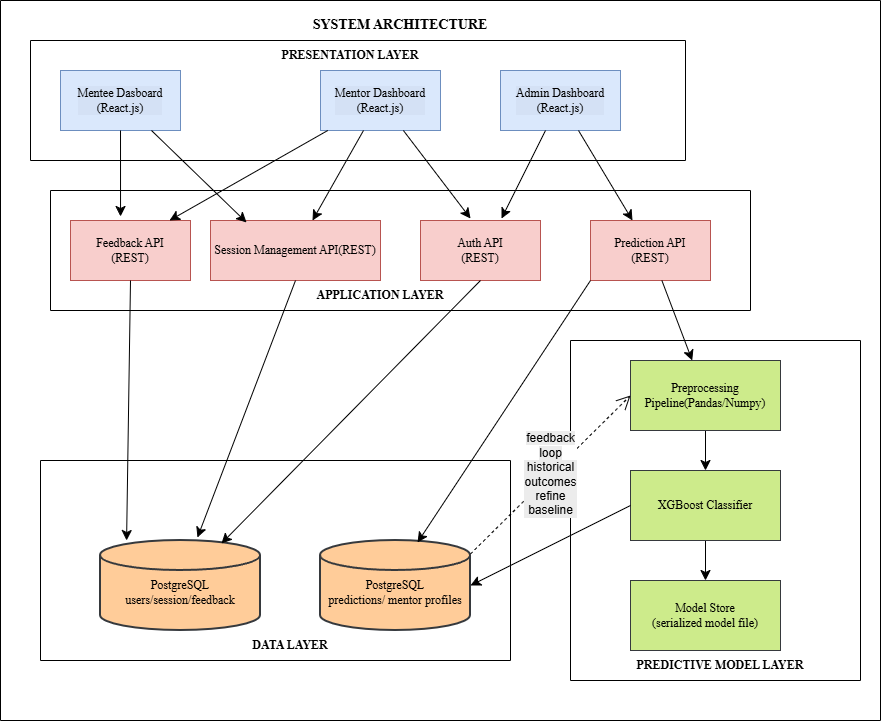 SYSTEM ARCHITECTURE
PRESENTATION LAYER
Mentee Dasboard
(React.js)
Mentor Dashboard
(React.js)
Admin Dashboard
(React.js)
Feedback API
(REST)
Session Management API(REST)
Auth API
(REST)
Prediction API
(REST)
APPLICATION LAYER
Preprocessing
Pipeline(Pandas/Numpy)
feedback
loop
historical
outcomes
refine
baseline
XGBoost Classifier
PostgreSQL
users/session/feedback
PostgreSQL
predictions/ mentor profiles
Model Store
(serialized model file)
DATA LAYER
PREDICTIVE MODEL LAYER